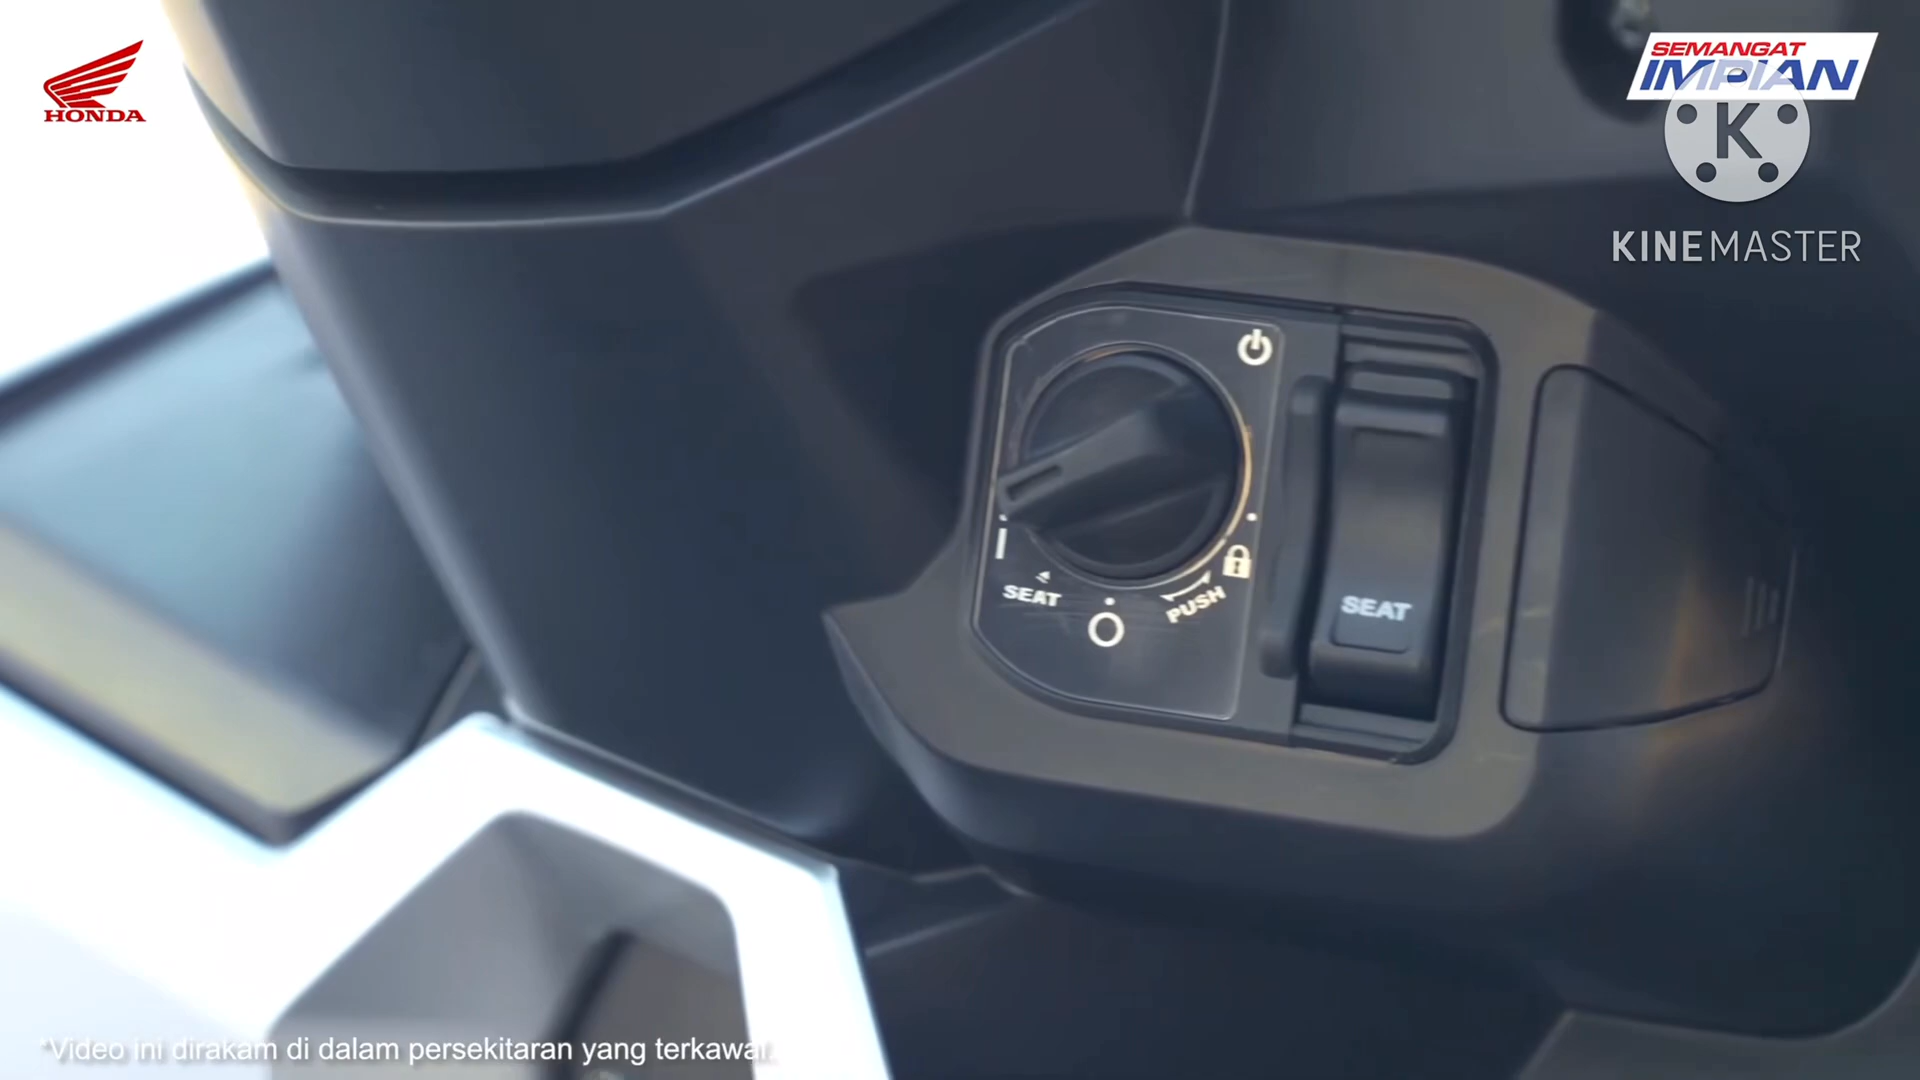 HONDA
SEMANGAT
IMPIAN
K
KINEMASTER
I
SEAT
O
PUSH
SEAT
*Video ini dirakam di dalam persekitaran yang terkawal.